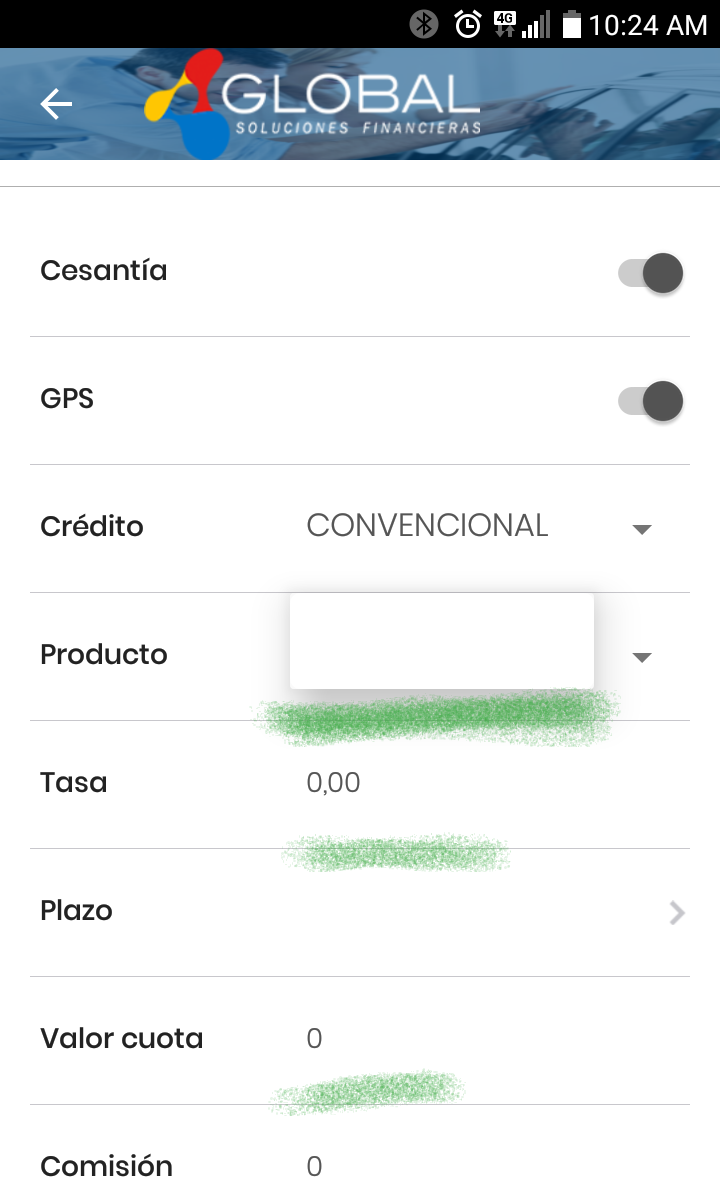 4G 10:24 AM
GLOBAL
SOLUCIONES FINANCIERAS
Cesantía
GPS
Crédito CONVENCIONAL
Producto
Tasa 0,00
Plazo
Valor cuota 0
Comisión 0